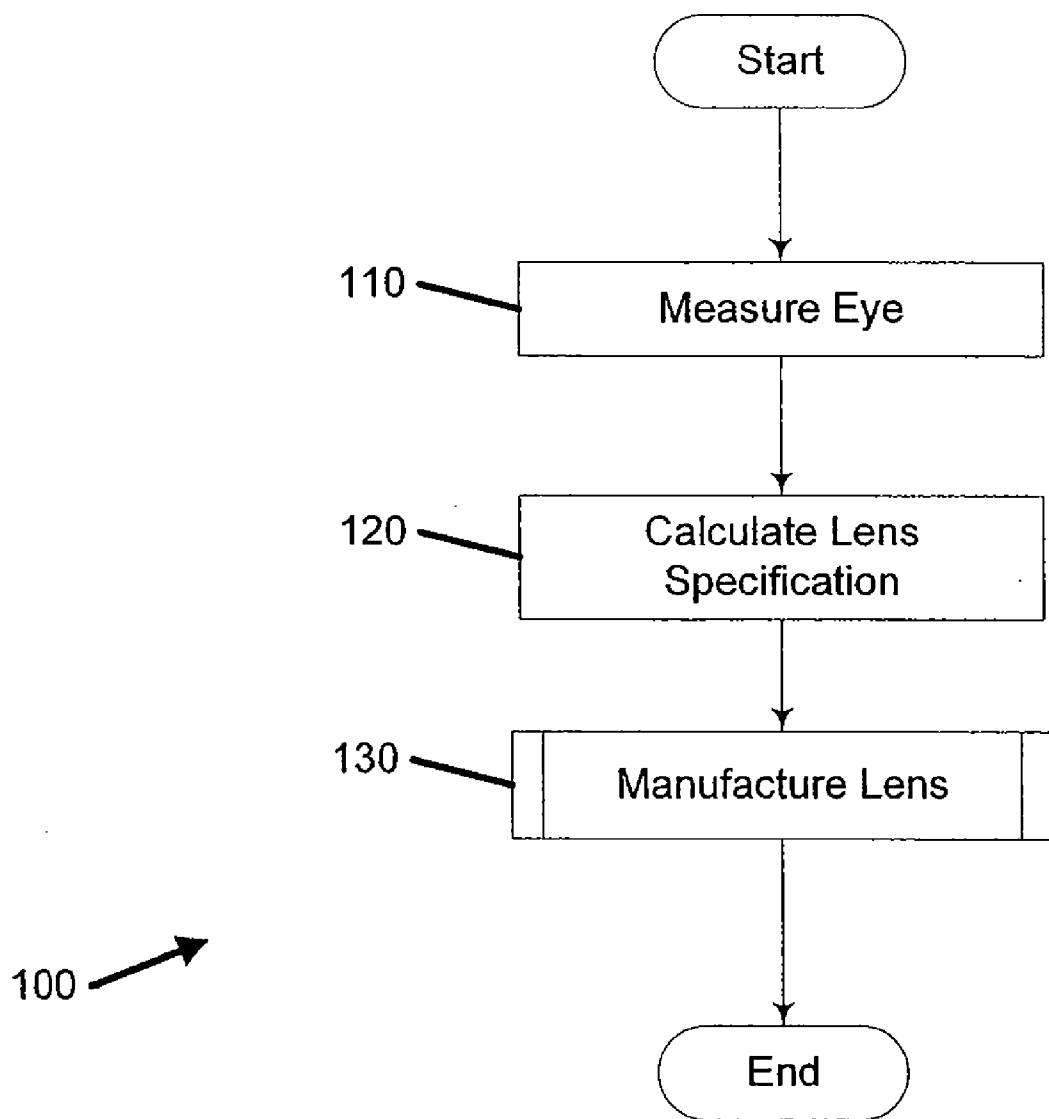 Start
110
Measure Eye
120
Calculate Lens
Specification
130
Manufacture Lens
100
End